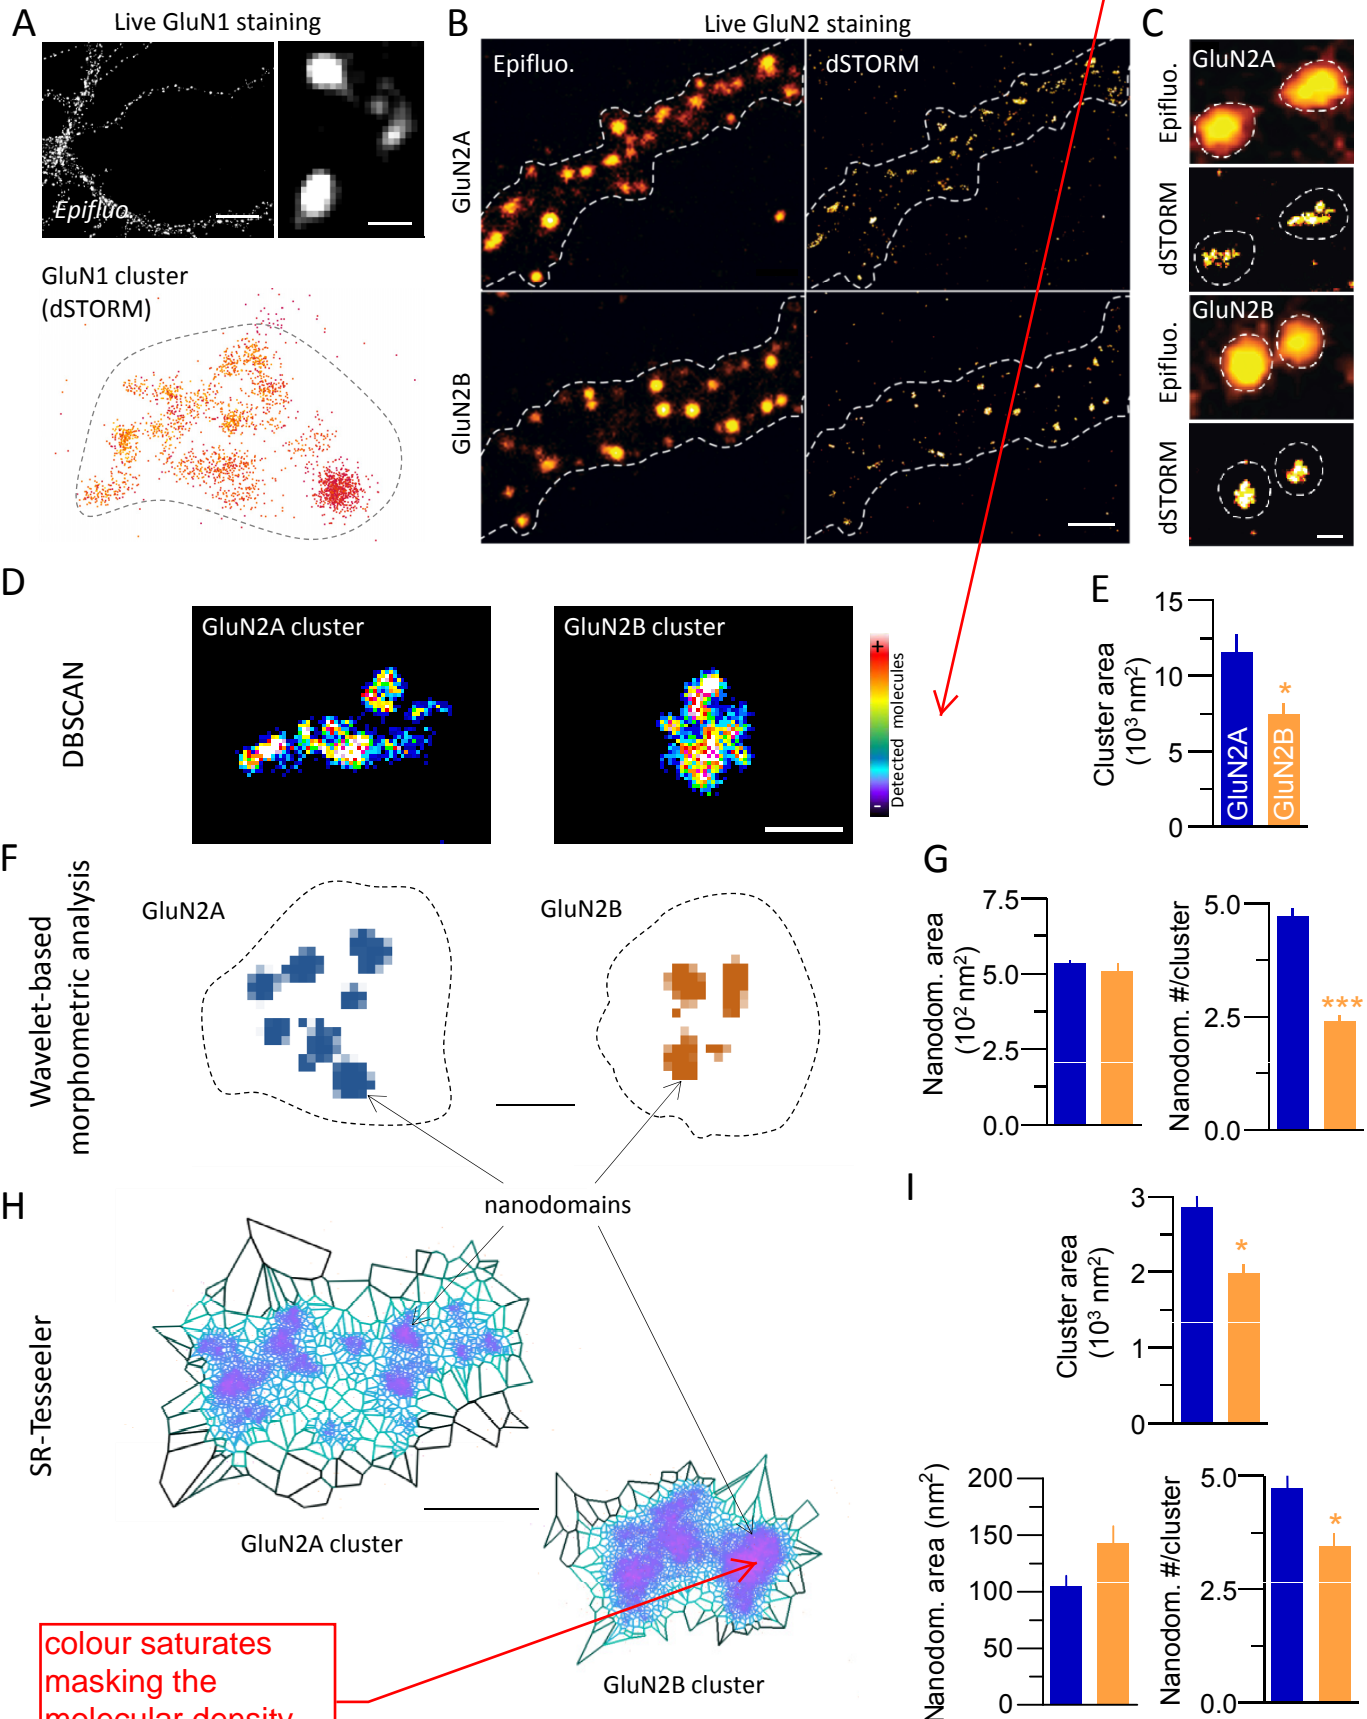 A
Live GluN1 staining
Epifluo.
GluN1 cluster
(dSTORM)
B
Live GluN2 staining
Epifluo.
dSTORM
GluN2A
GluN2B
C
GluN2A
Epifluo.
dSTORM
GluN2B
Epifluo.
dSTORM
D
DBSCAN
GluN2A cluster
GluN2B cluster
+
Detected molecules
-
E
Cluster area
(10³ nm²)
15
10
5
0
GluN2A
GluN2B
*
F
Wavelet-based
morphometric analysis
GluN2A
GluN2B
nanodomains
G
Nanodom. area
(10² nm²)
7.5
5.0
2.5
0.0
Nanodom. #/cluster
5.0
2.5
0.0
***
H
SR-Tesseler
GluN2A cluster
GluN2B cluster
colour saturates
masking the
molecular density
I
Cluster area
(10³ nm²)
3
2
1
0
*
Nanodom. area (nm²)
200
150
100
50
0
Nanodom. #/cluster
5.0
2.5
0.0
*